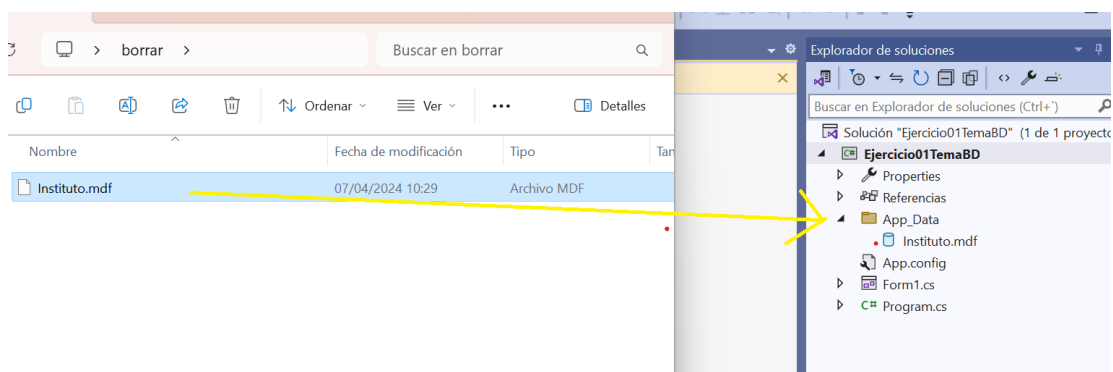 borrar
Buscar en borrar
Ordenar
Ver
Detalles
Nombre
Fecha de modificación
Tipo
Tan
Instituto.mdf
07/04/2024 10:29
Archivo MDF
Explorador de soluciones
Buscar en Explorador de soluciones (Ctrl+`)
Solución "Ejercicio01TemaBD" (1 de 1 proyecto
C# Ejercicio01TemaBD
Properties
Referencias
App_Data
Instituto.mdf
App.config
Form1.cs
C# Program.cs